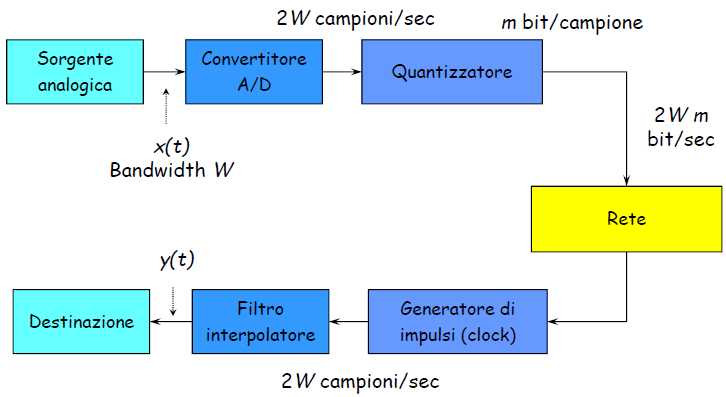 2W campioni/sec
m bit/campione
Sorgente
analogica
Convertitore
A/D
Quantizzatore
x(t)
Bandwidth W
2W m
bit/sec
Rete
y(t)
Destinazione
Filtro
interpolatore
Generatore di
impulsi (clock)
2W campioni/sec